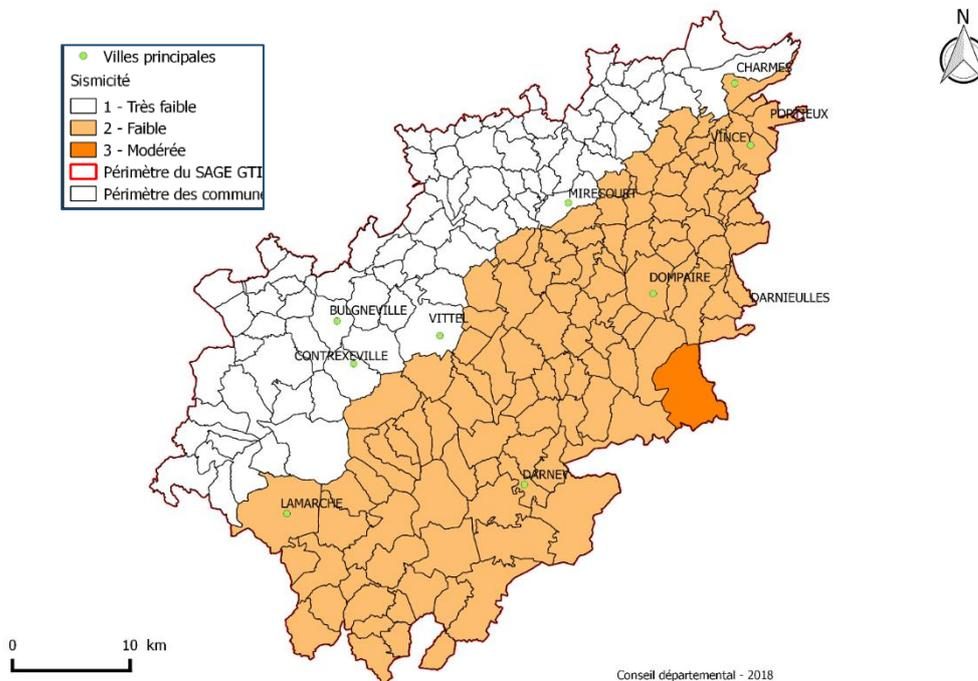 N
Villes principales
Sismicité
1 - Très faible
2 - Faible
3 - Modérée
Périmètre du SAGE GTI
Périmètre des commune
CHARMES
PORTIEUX
VINCEY
MIRECOURT
DOMPAIRE
DARNIEULLES
BULGNEVILLE
VITTEL
CONTREXEVILLE
DARNEY
LAMARCHE
0 10 km
Conseil départemental - 2018